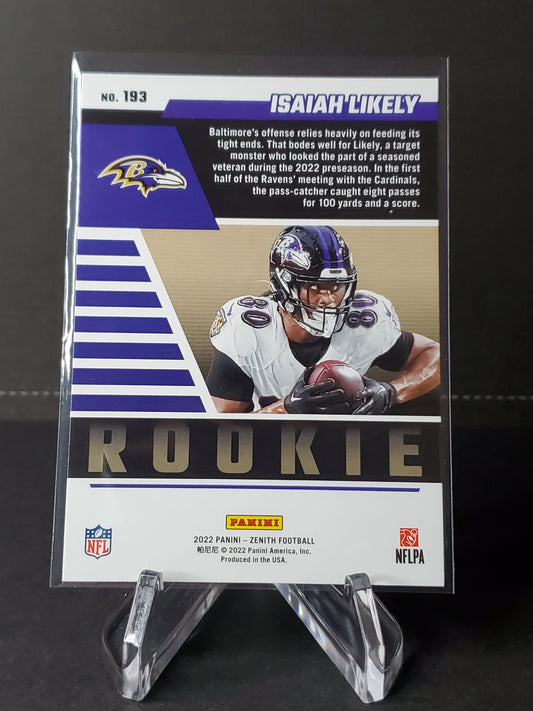 NO. 193
ISAIAH LIKELY
Baltimore's offense relies heavily on feeding its
tight ends. That bodes well for Likely, a target
monster who looked the part of a seasoned
veteran during the 2022 preseason. In the first
half of the Ravens' meeting with the Cardinals,
the pass-catcher caught eight passes
for 100 yards and a score.
B
80
80
ROOKIE
PANINI
2022 PANINI – ZENITH FOOTBALL
帕尼尼 © 2022 Panini America, Inc.
Produced in the USA.
NFL
NFLPA